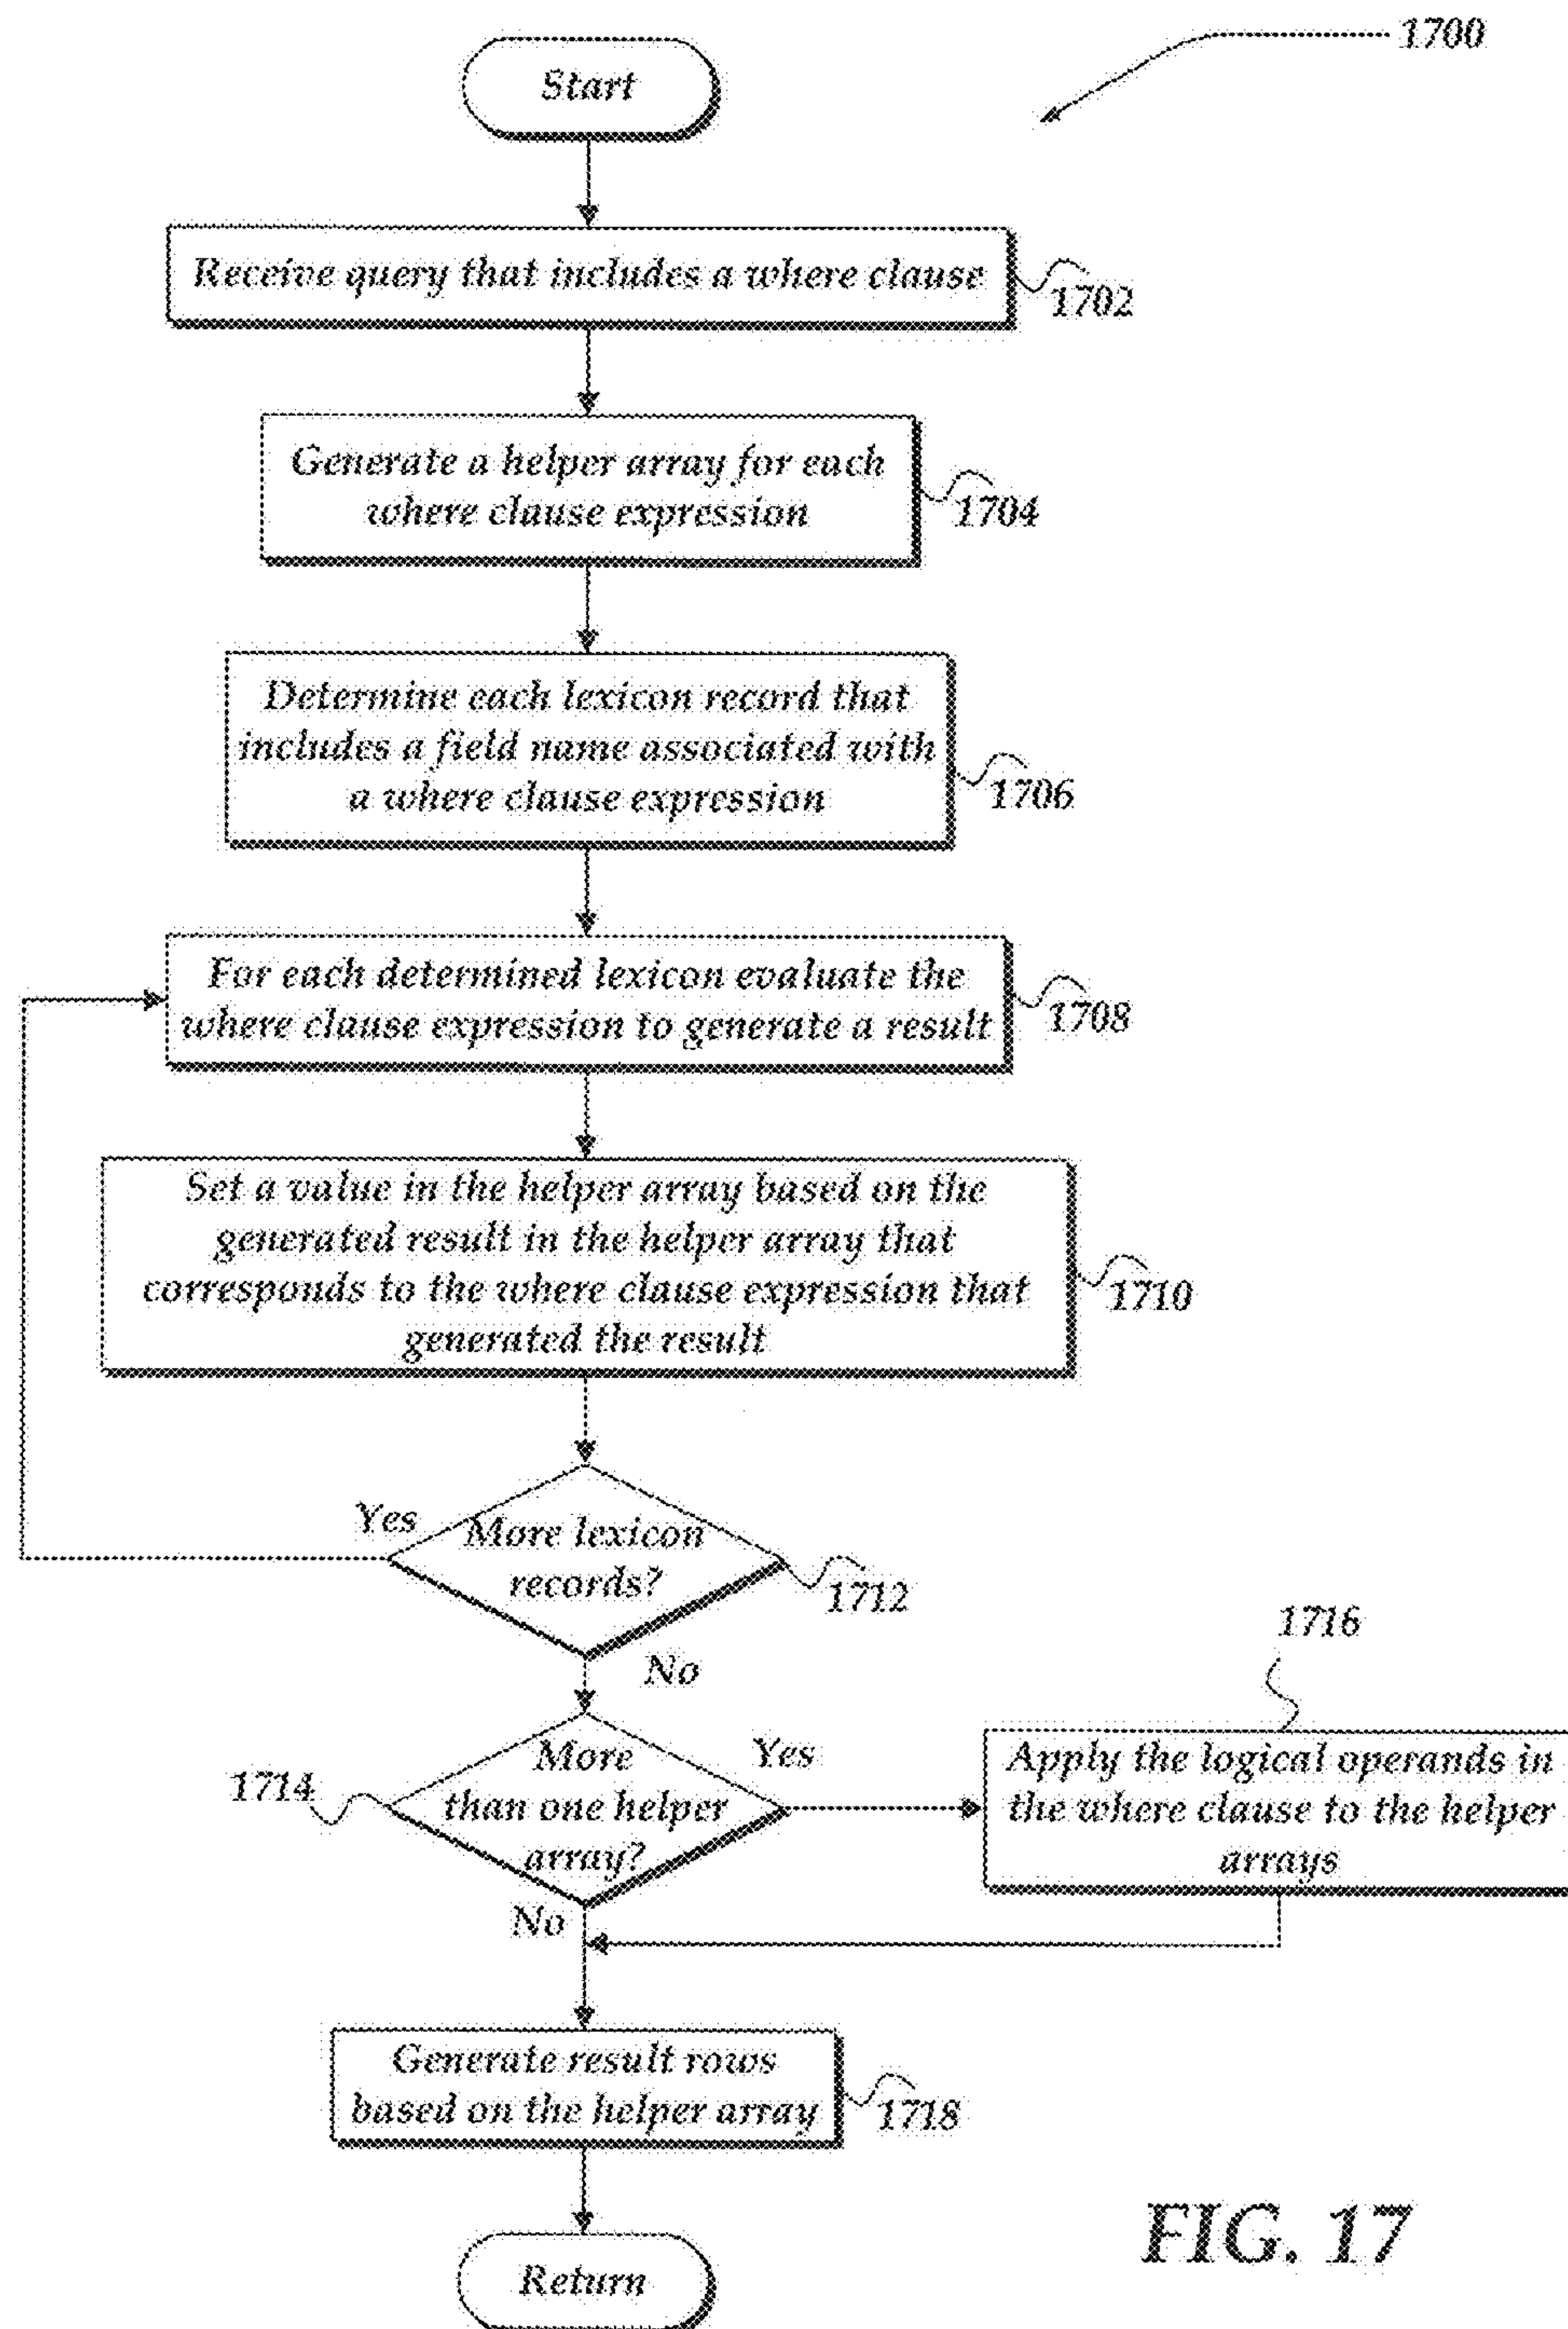 1700
Start
Receive query that includes a where clause
1702
Generate a helper array for each
where clause expression
1704
Determine each lexicon record that
includes a field name associated with
a where clause expression
1706
For each determined lexicon evaluate the
where clause expression to generate a result
1708
Set a value in the helper array based on the
generated result in the helper array that
corresponds to the where clause expression that
generated the result
1710
Yes
More lexicon
records?
1712
No
1714
More
than one helper
array?
Yes
1716
Apply the logical operands in
the where clause to the helper
arrays
No
Generate result rows
based on the helper array
1718
Return
FIG. 17